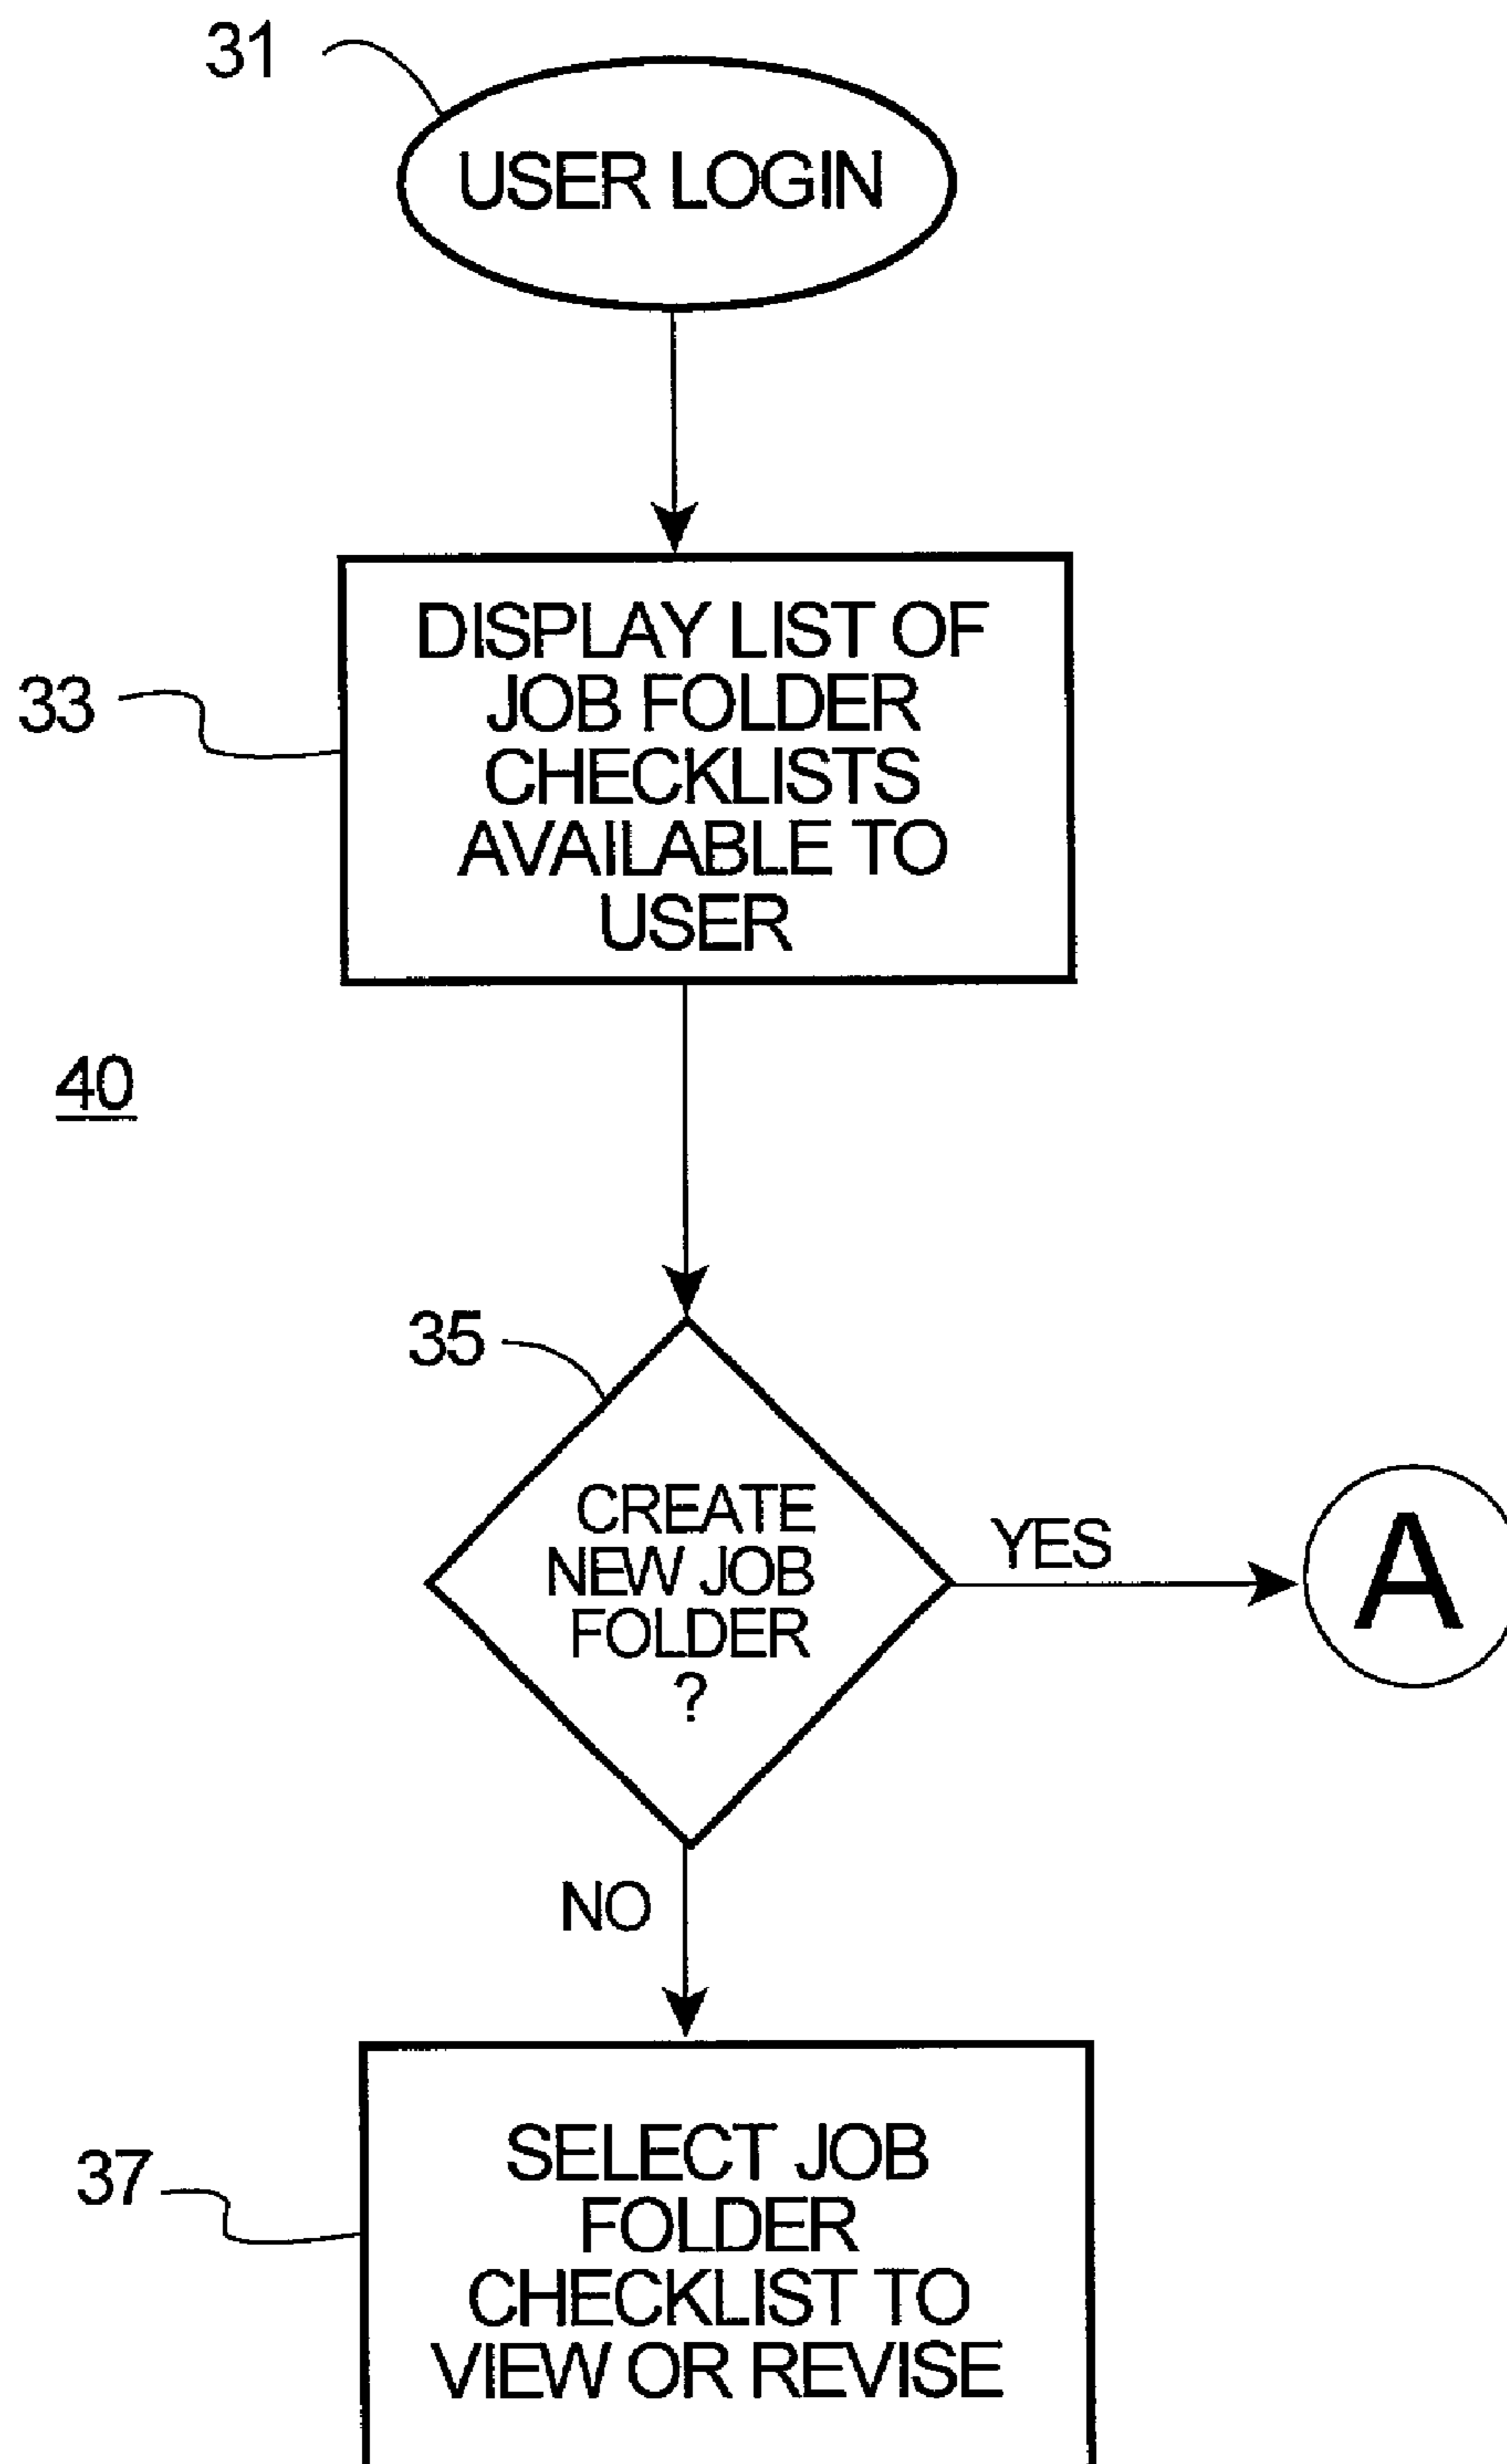 31
USER LOGIN
33
DISPLAY LIST OF
JOB FOLDER
CHECKLISTS
AVAILABLE TO
USER
40
35
CREATE
NEW JOB
FOLDER
?
YES
A
NO
37
SELECT JOB
FOLDER
CHECKLIST TO
VIEW OR REVISE